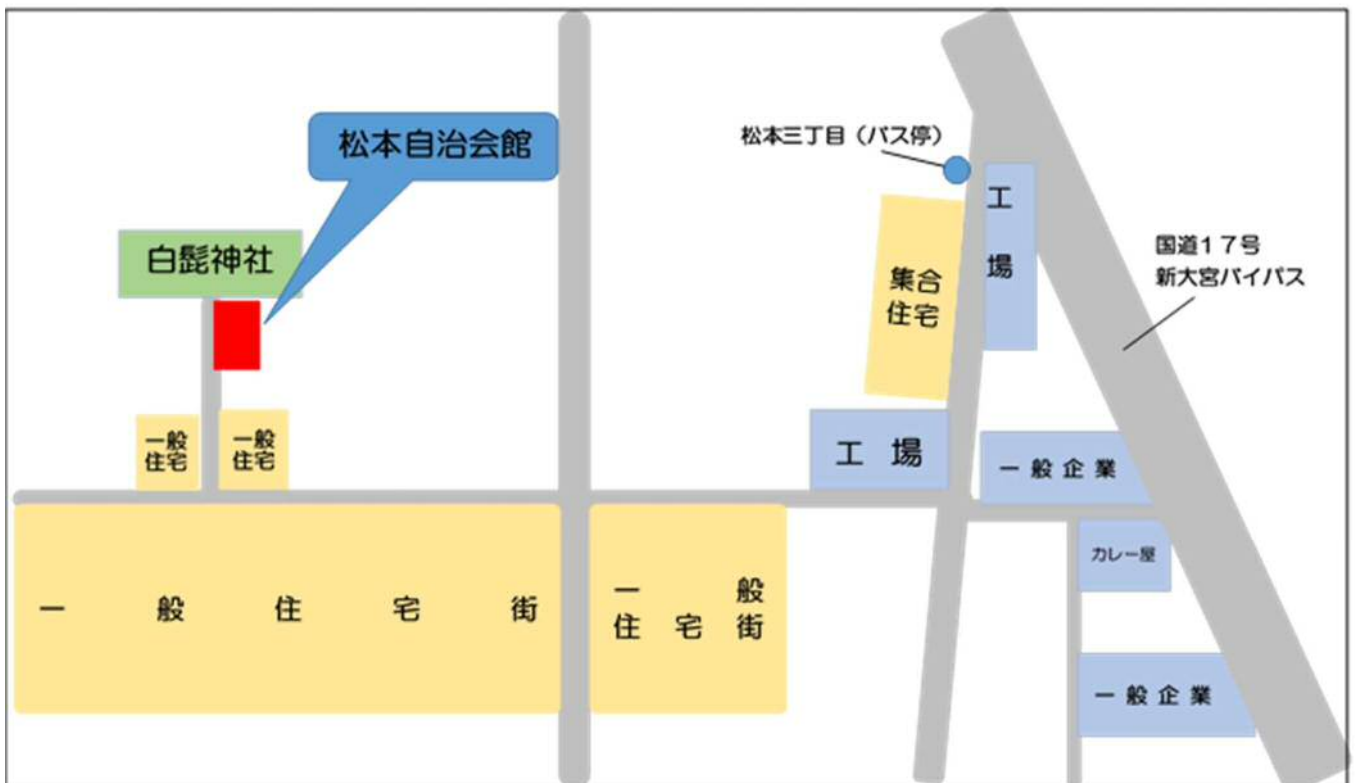 松本自治会館
松本三丁目（バス停）
白髭神社
工
場
国道１７号
新大宮バイパス
集合
住宅
一般
住宅
一般
住宅
工場
一般企業
カレー屋
一般住宅街
一般
住宅街
一般企業